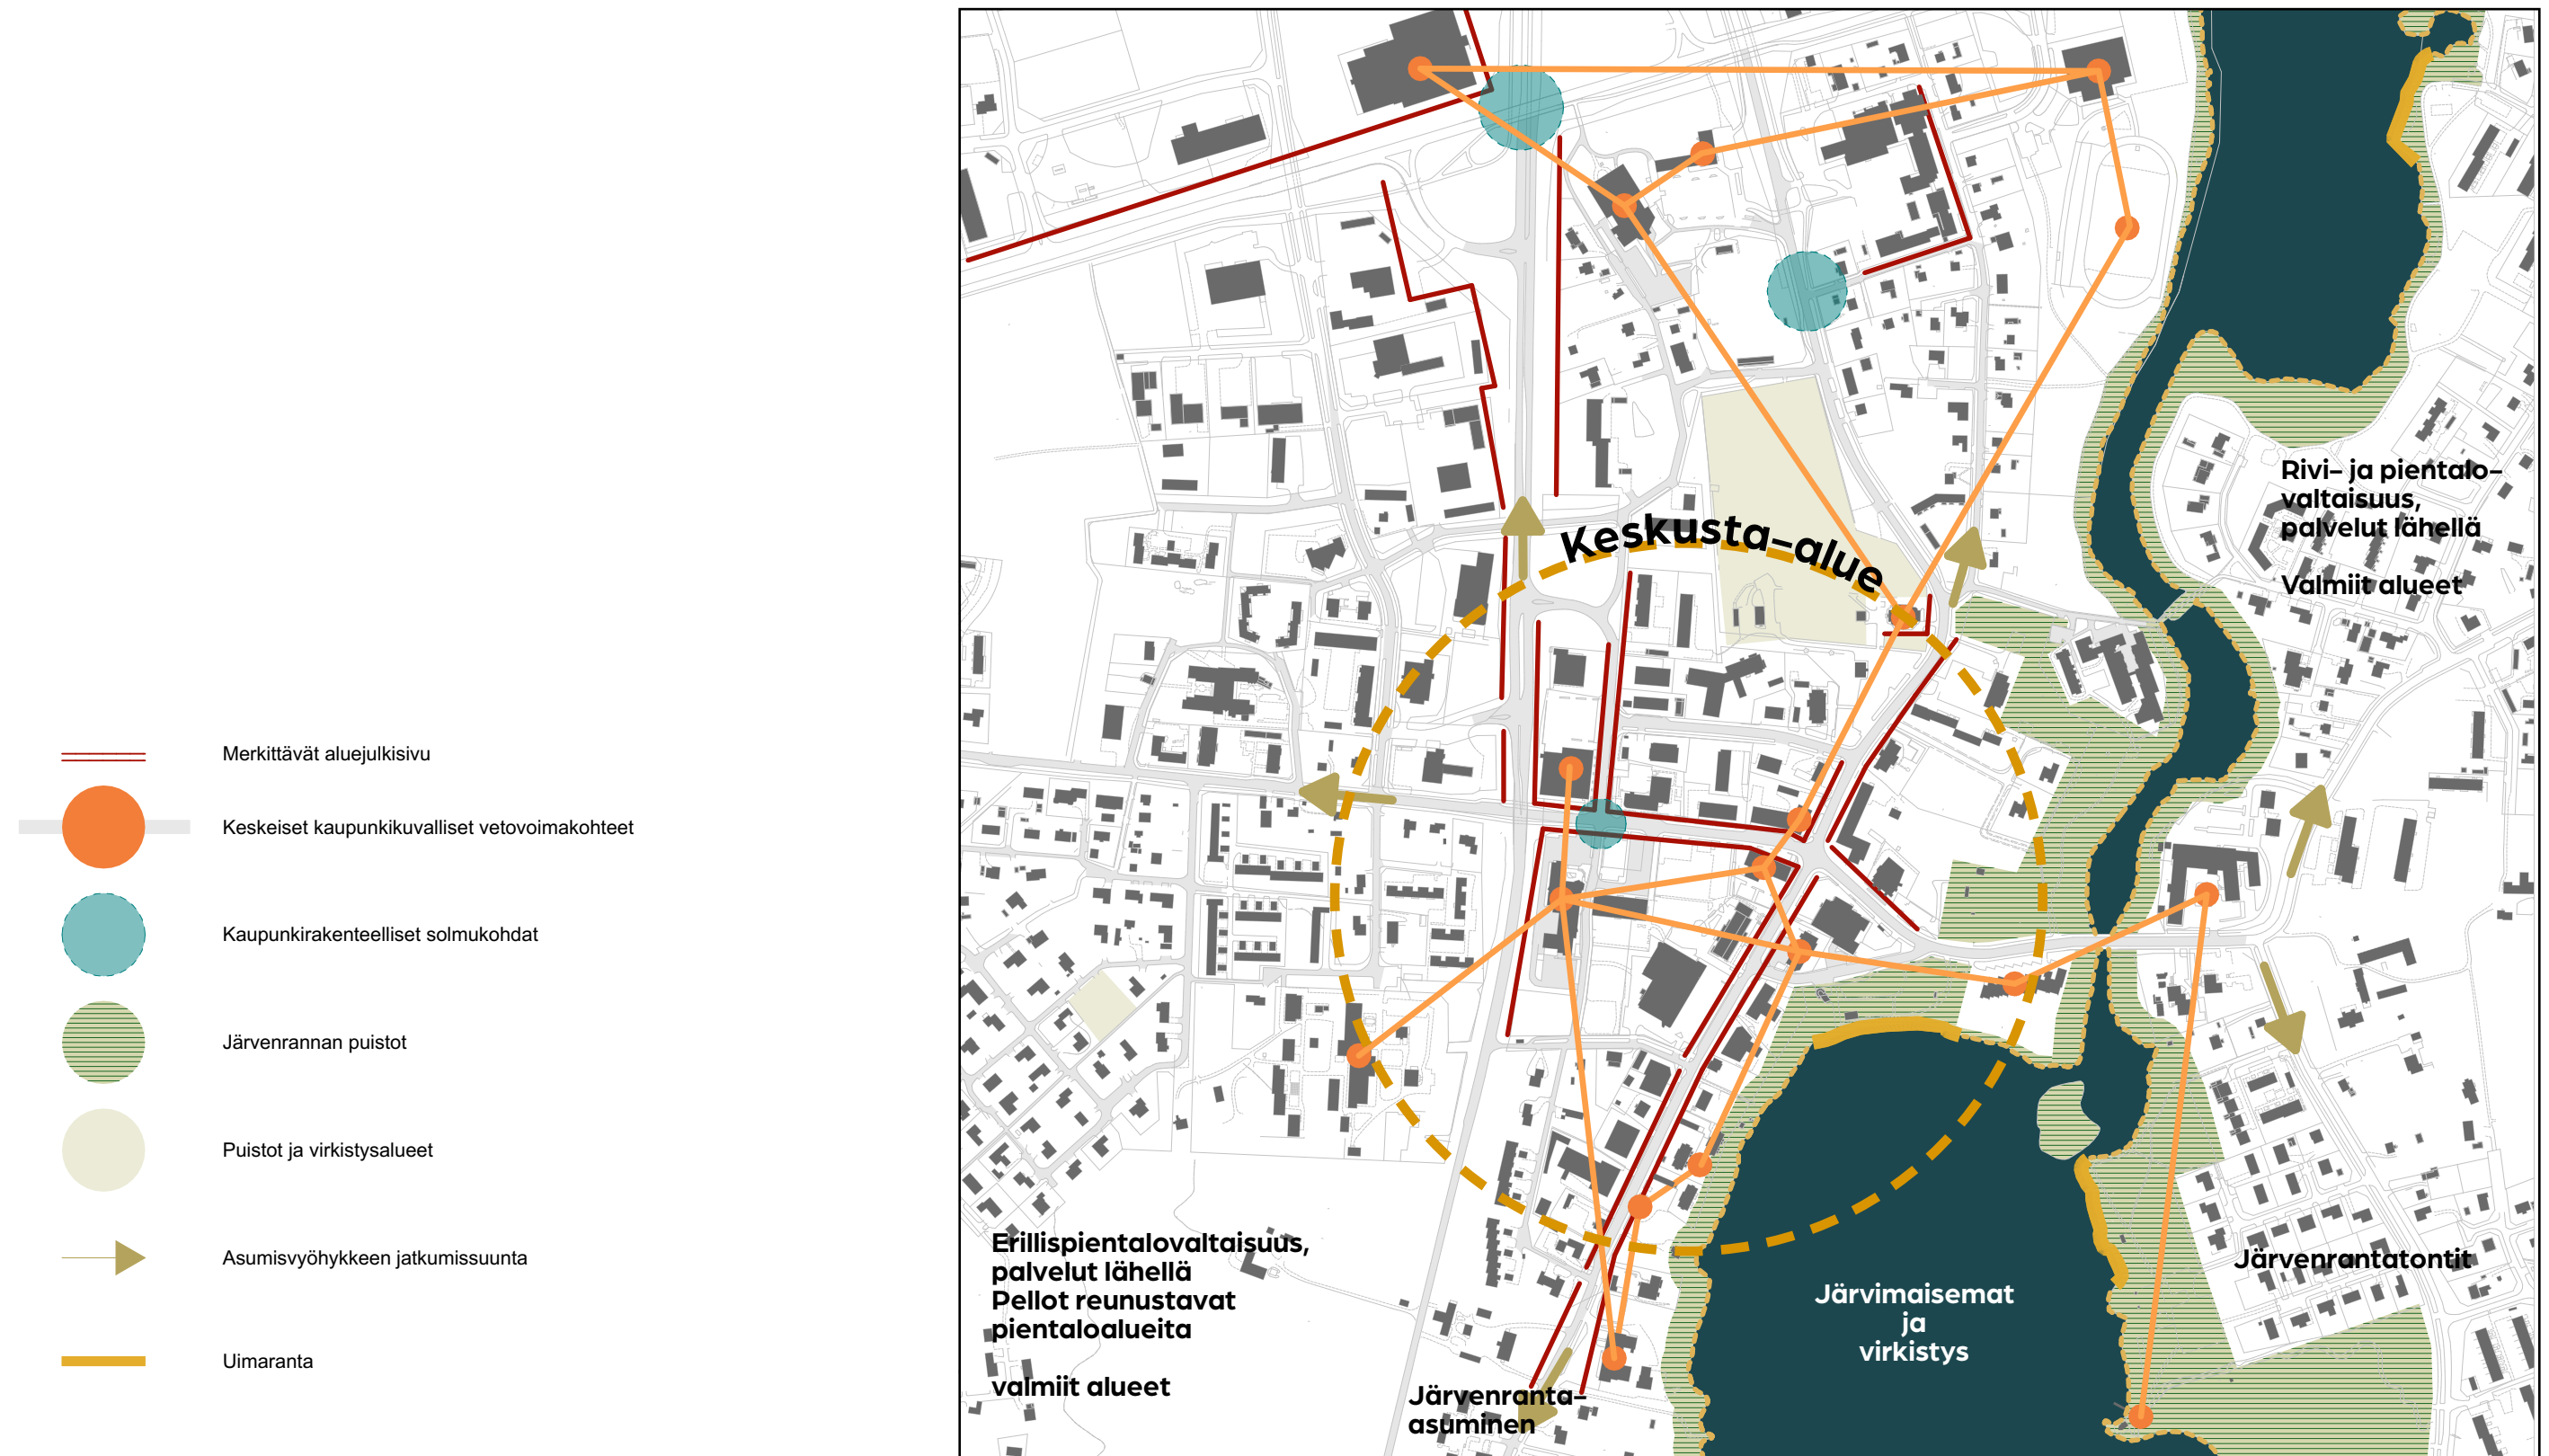 Merkittävät aluejulkisivu
Keskeiset kaupunkikuvalliset vetovoimakohteet
Kaupunkirakenteelliset solmukohdat
Järvenrannan puistot
Puistot ja virkistysalueet
Asumisvyöhykkeen jatkumissuunta
Uimaranta
Keskusta-alue
Rivi- ja pientalo-
valtaisuus,
palvelut lähellä
Valmiit alueet
Erillispientalovaltaisuus,
palvelut lähellä
Pellot reunustavat
pientaloalueita
valmiit alueet
Järvenranta-
asuminen
Järvimaisemat
ja
virkistys
Järvenrantatontit